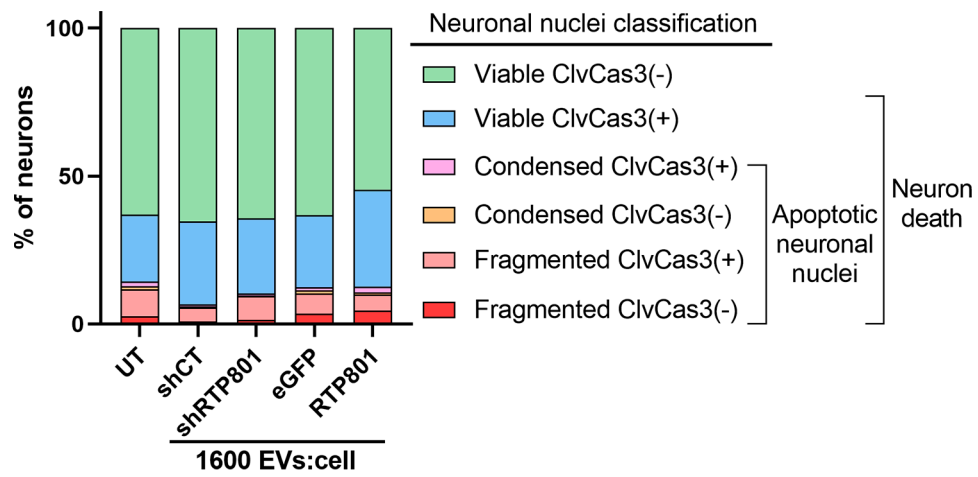 % of neurons
100
50
0
UT
shCT
shRTP801
eGFP
RTP801
1600 EVs:cell
Neuronal nuclei classification
Viable ClvCas3(-)
Viable ClvCas3(+)
Condensed ClvCas3(+)
Condensed ClvCas3(-)
Fragmented ClvCas3(+)
Fragmented ClvCas3(-)
Apoptotic
neuronal
nuclei
Neuron
death